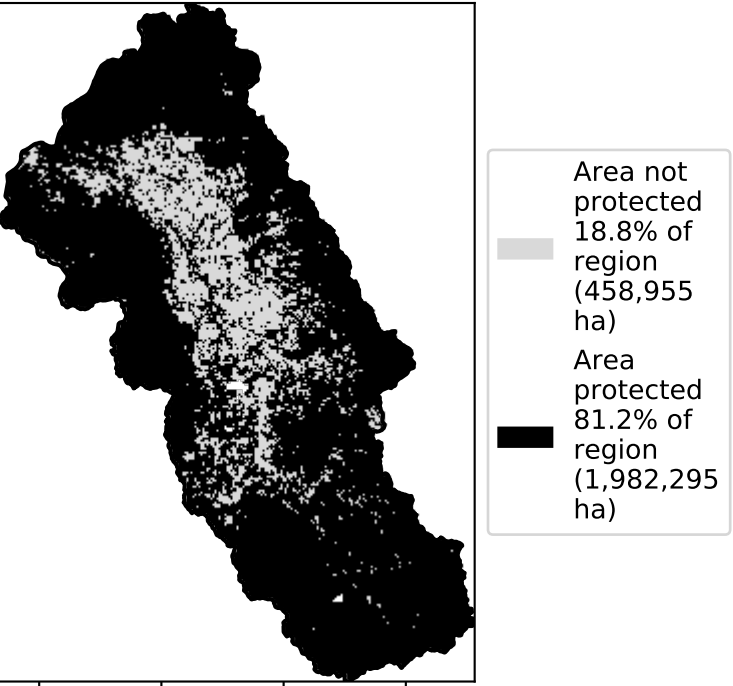 Area not
protected
18.8% of
region
(458,955
ha)
Area
protected
81.2% of
region
(1,982,295
ha)